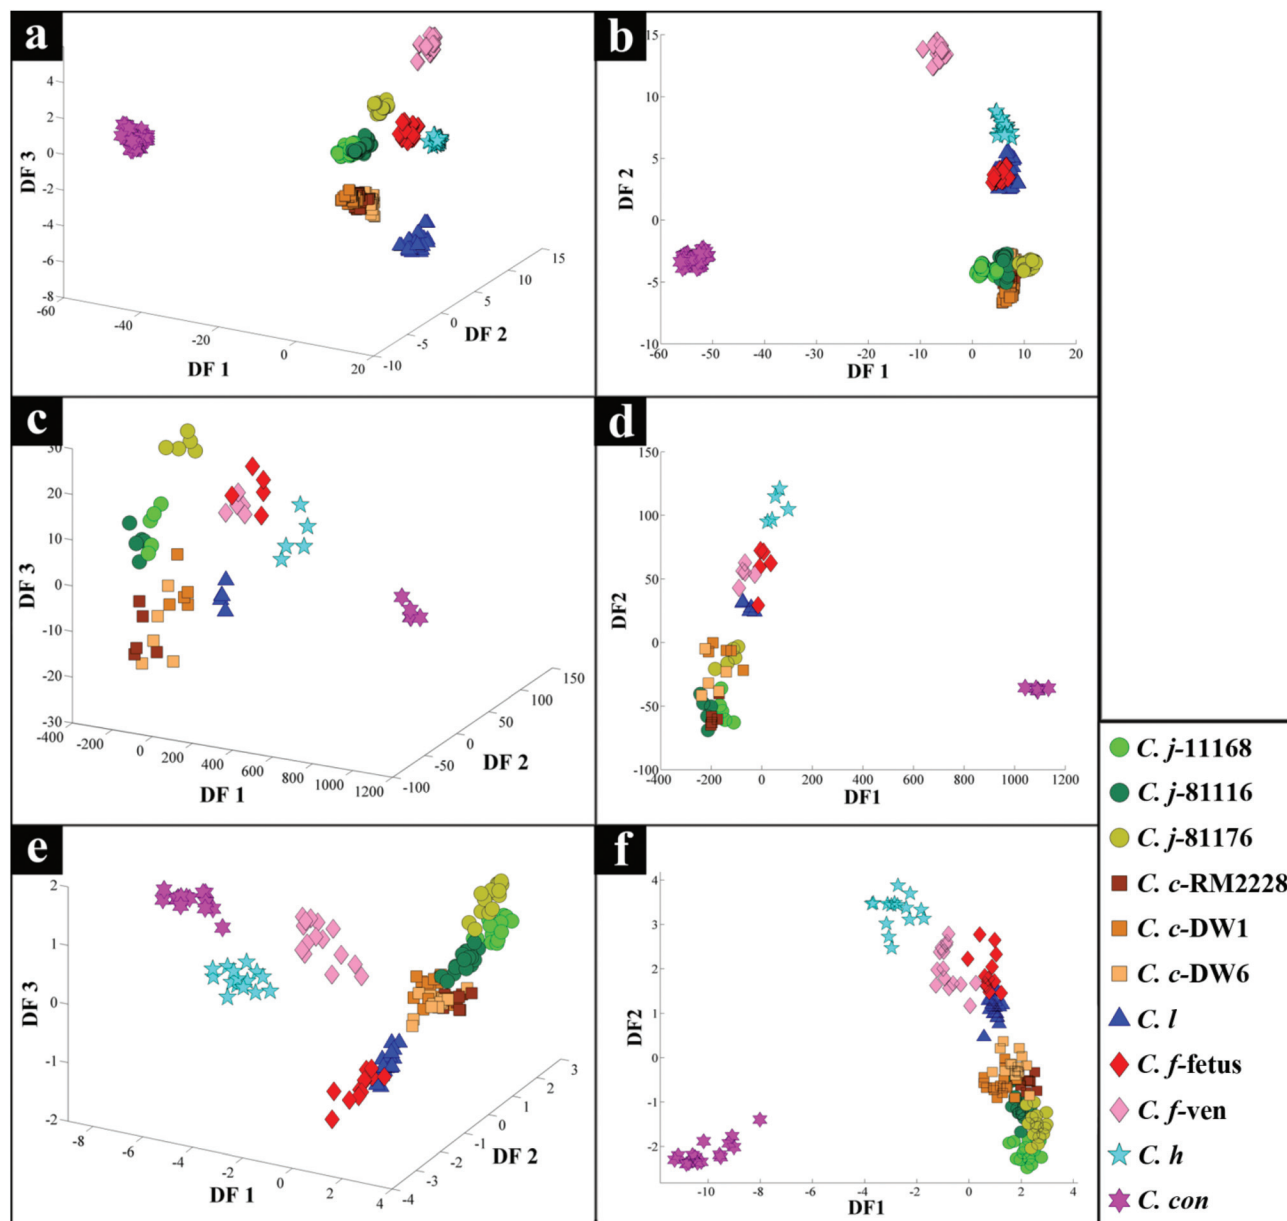 a
4
2
0
-2
-4
-6
-8
DF 3
-60
-40
-20
0
20
DF 1
-10
-5
0
5
10
15
DF 2
b
15
10
5
0
-5
-10
DF 2
-60 -50 -40 -30 -20 -10 0 10 20
DF 1
c
30
20
10
0
-10
-20
-30
DF 3
-400
-200
0
200
400
600
800
1000
1200
DF 1
-100
-50
0
50
100
150
DF 2
d
150
100
50
0
-50
-100
DF2
-400 -200 0 200 400 600 800 1000 1200
DF1
e
2
1
0
-1
-2
DF 3
-8
-6
-4
-2
0
2
4
DF 1
-4
-3
-2
-1
0
1
2
3
DF 2
f
4
3
2
1
0
-1
-2
DF2
-10 -8 -6 -4 -2 0 2 4
DF1
C. j-11168
C. j-81116
C. j-81176
C. c-RM2228
C. c-DW1
C. c-DW6
C. l
C. f-fetus
C. f-ven
C. h
C. con